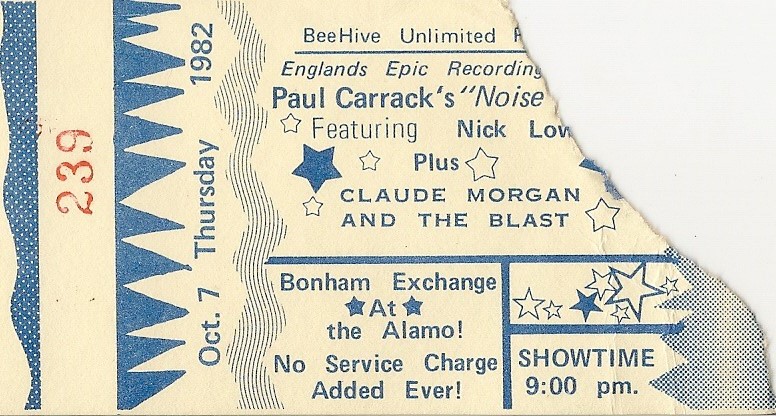 239
Oct. 7 Thursday 1982
BeeHive Unlimited
Englands Epic Recording
Paul Carrack's "Noise
Featuring Nick Low
Plus
CLAUDE MORGAN
AND THE BLAST
Bonham Exchange
At
the Alamo!
No Service Charge
Added Ever!
SHOWTIME
9:00 pm.